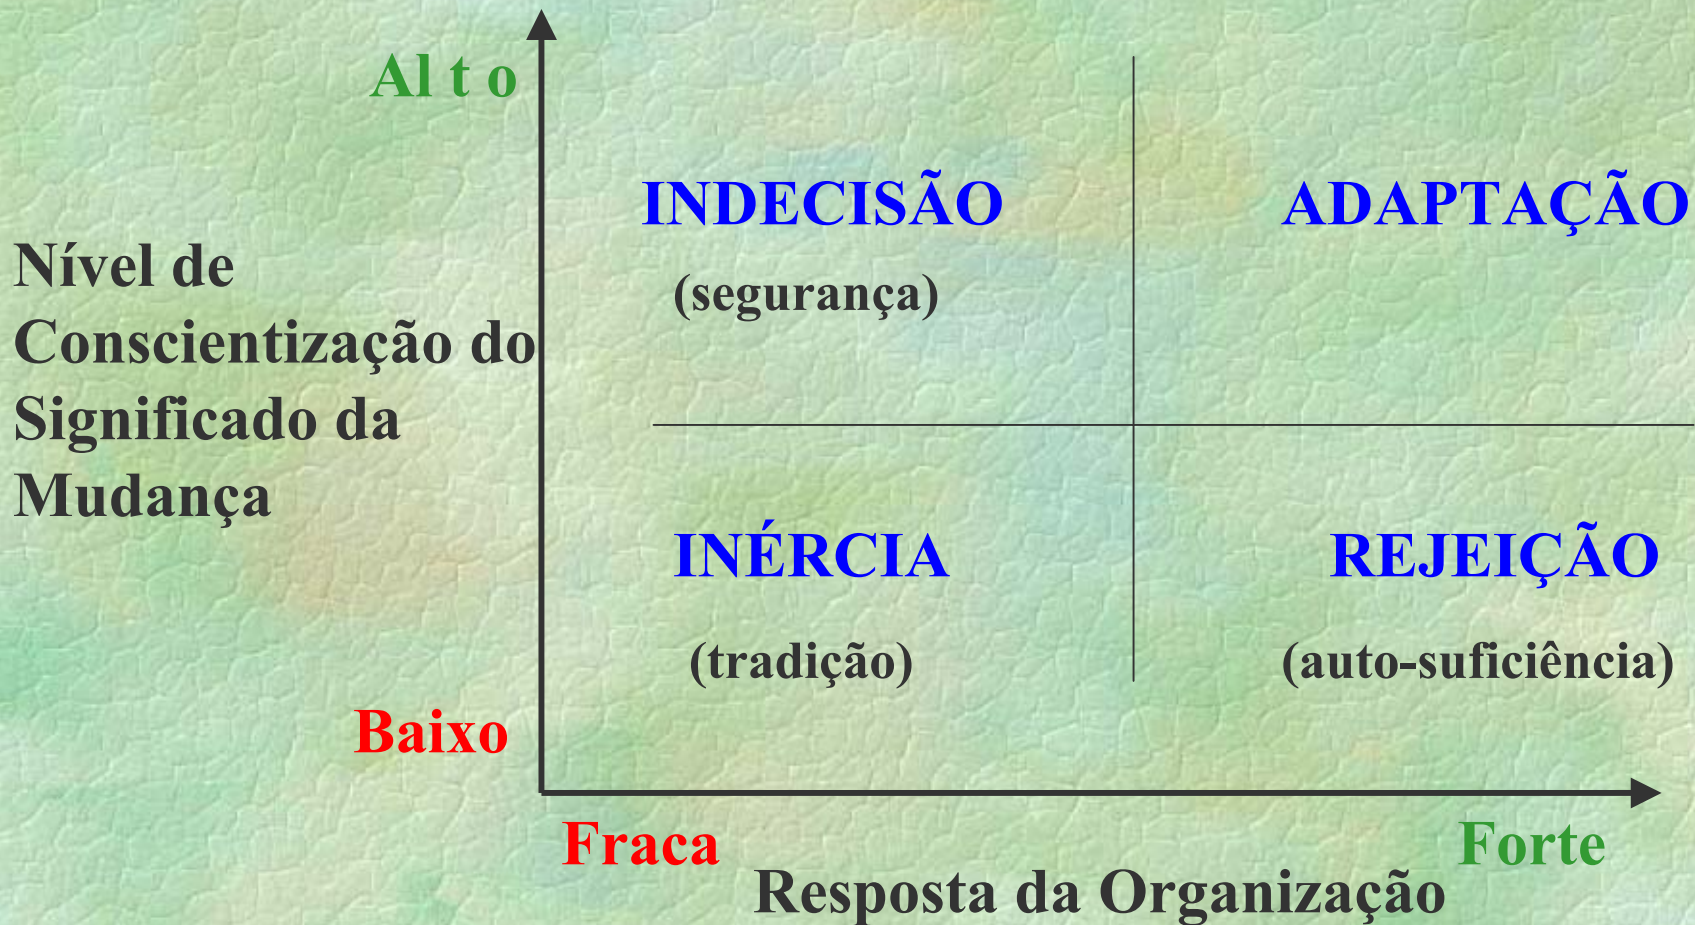 Al t o
INDECISÃO
ADAPTAÇÃO
(segurança)
Nível de
Conscientização do
Significado da
Mudança
INÉRCIA
REJEIÇÃO
(tradição)
(auto-suficiência)
Baixo
Fraca
Forte
Resposta da Organização